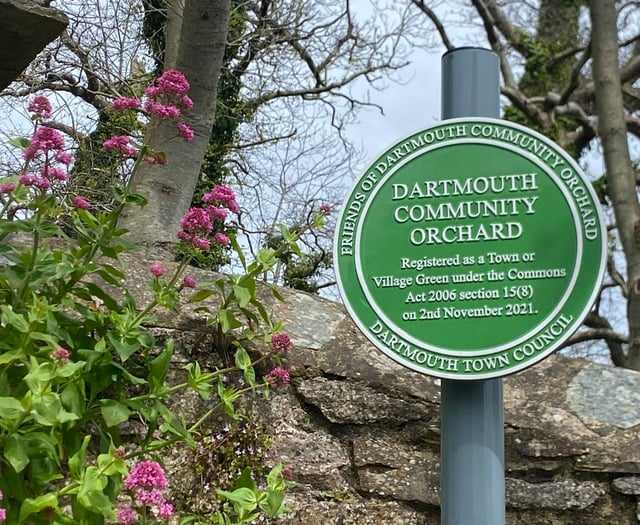 FRIENDS OF DARTMOUTH COMMUNITY ORCHARD
DARTMOUTH
COMMUNITY
ORCHARD
Registered as a Town or
Village Green under the Commons
Act 2006 section 15(8)
on 2nd November 2021.
DARTMOUTH TOWN COUNCIL